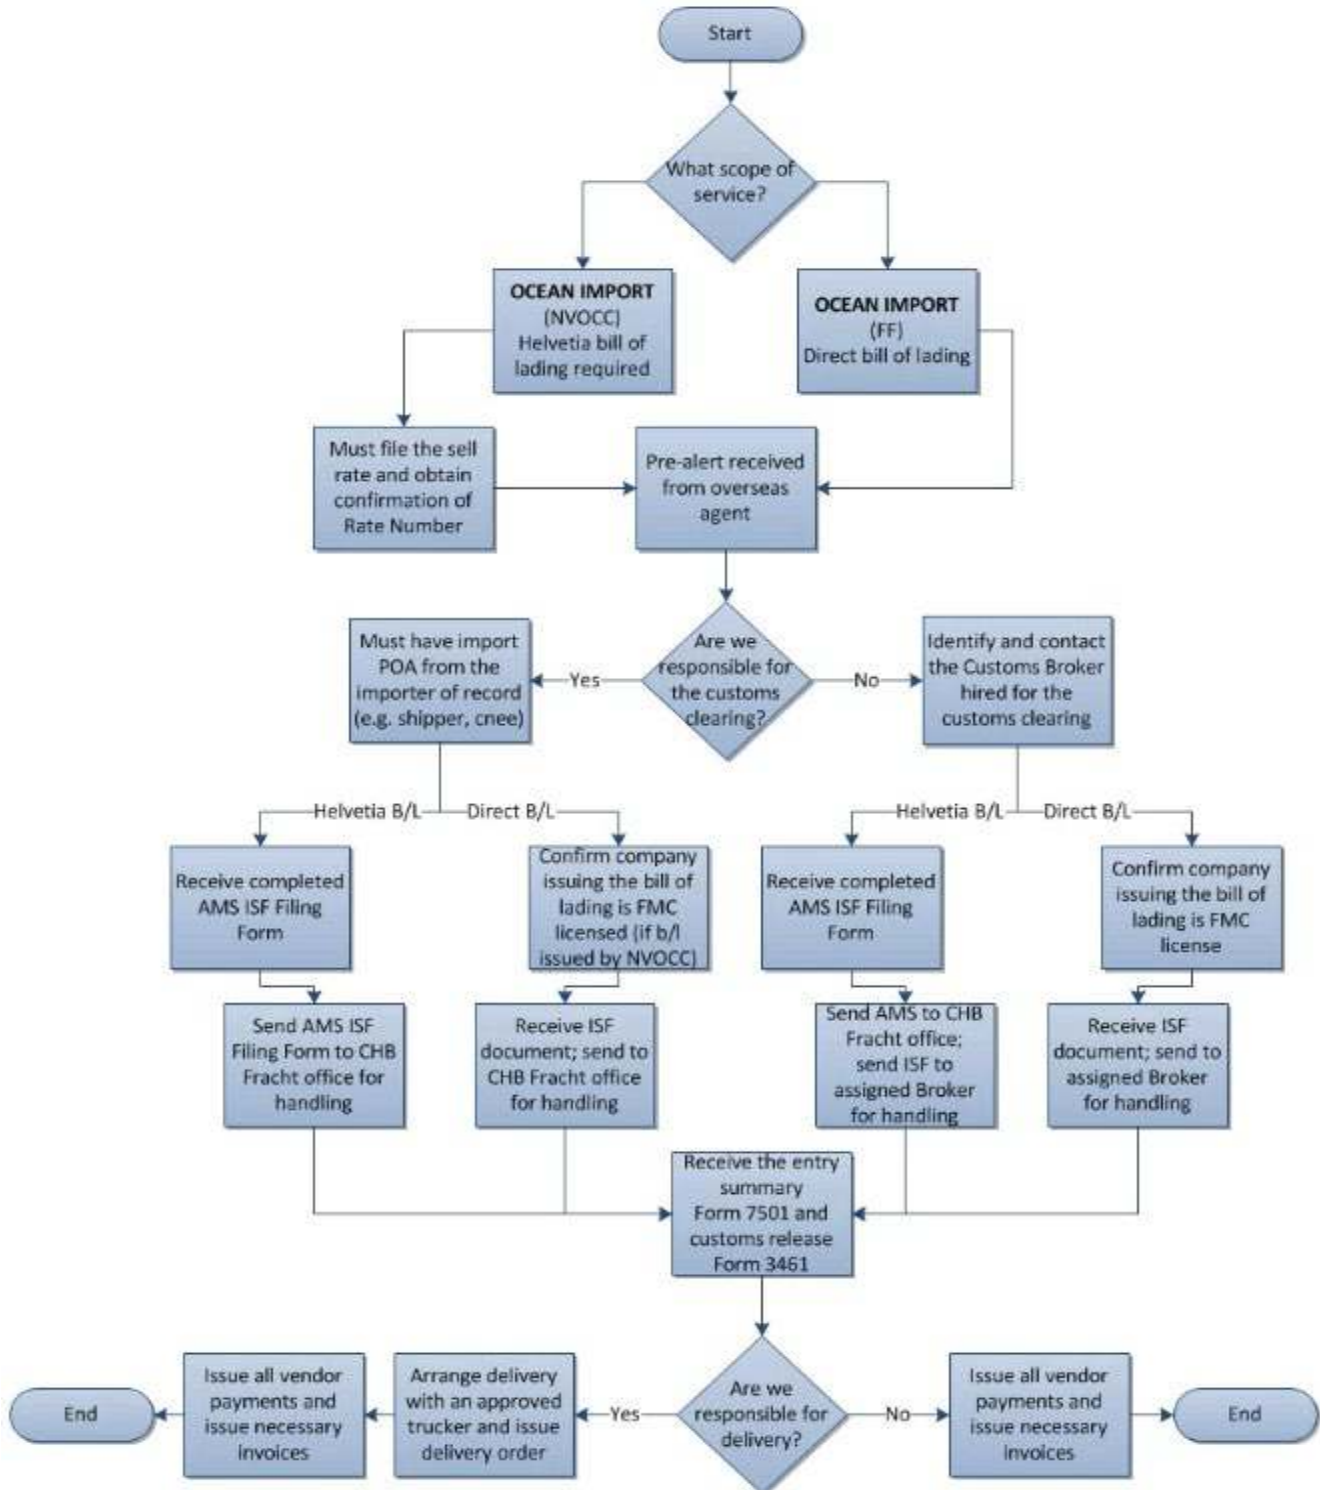 Start
What scope of
service?
OCEAN IMPORT
(NVOCC)
Helvetia bill of
lading required
OCEAN IMPORT
(FF)
Direct bill of lading
Must file the sell
rate and obtain
confirmation of
Rate Number
Pre-alert received
from overseas
agent
Must have import
POA from the
importer of record
(e.g. shipper, cnee)
Yes
Are we
responsible for
the customs
clearing?
No
Identify and contact
the Customs Broker
hired for the
customs clearing
Helvetia B/L
Direct B/L
Helvetia B/L
Direct B/L
Receive completed
AMS ISF Filing
Form
Confirm company
issuing the bill of
lading is FMC
licensed (if b/l
issued by NVOCC)
Receive completed
AMS ISF Filing
Form
Confirm company
issuing the bill of
lading is FMC
license
Send AMS ISF
Filing Form to CHB
Fracht office for
handling
Receive ISF
document; send to
CHB Fracht office
for handling
Send AMS to CHB
Fracht office;
send ISF to
assigned Broker
for handling
Receive ISF
document; send to
assigned Broker
for handling
Receive the entry
summary
Form 7501 and
customs release
Form 3461
End
Issue all vendor
payments and
issue necessary
invoices
Arrange delivery
with an approved
trucker and issue
delivery order
Yes
Are we
responsible for
delivery?
No
Issue all vendor
payments and
issue necessary
invoices
End